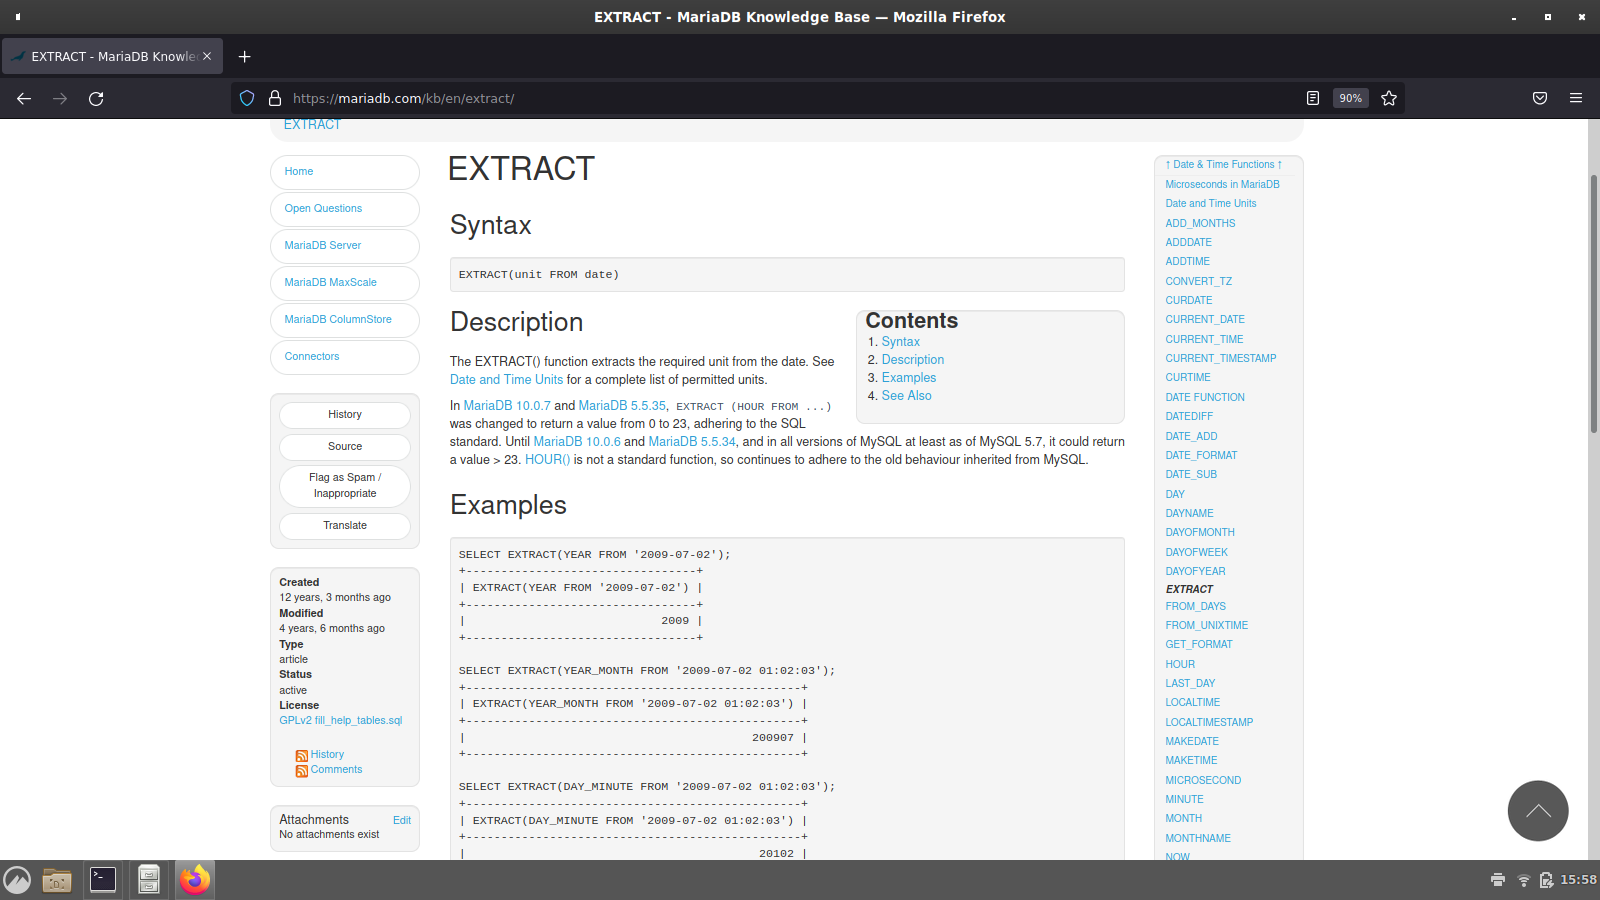 EXTRACT - MariaDB Knowledge Base — Mozilla Firefox
EXTRACT - MariaDB Knowle
https://mariadb.com/kb/en/extract/
90%
EXTRACT
Home
Open Questions
MariaDB Server
MariaDB MaxScale
MariaDB ColumnStore
Connectors
History
Source
Flag as Spam /
Inappropriate
Translate
Created
12 years, 3 months ago
Modified
4 years, 6 months ago
Type
article
Status
active
License
GPLv2 fill_help_tables.sql
History
Comments
Attachments
Edit
No attachments exist
EXTRACT
Syntax
EXTRACT(unit FROM date)
Description
The EXTRACT() function extracts the required unit from the date. See
Date and Time Units for a complete list of permitted units.
In MariaDB 10.0.7 and MariaDB 5.5.35, EXTRACT (HOUR FROM ...)
was changed to return a value from 0 to 23, adhering to the SQL
standard. Until MariaDB 10.0.6 and MariaDB 5.5.34, and in all versions of MySQL at least as of MySQL 5.7, it could return
a value > 23. HOUR() is not a standard function, so continues to adhere to the old behaviour inherited from MySQL.
Contents
1. Syntax
2. Description
3. Examples
4. See Also
Examples
SELECT EXTRACT(YEAR FROM '2009-07-02');
+---------------------------------+
| EXTRACT(YEAR FROM '2009-07-02') |
+---------------------------------+
|                            2009 |
+---------------------------------+
SELECT EXTRACT(YEAR_MONTH FROM '2009-07-02 01:02:03');
+------------------------------------------------+
| EXTRACT(YEAR_MONTH FROM '2009-07-02 01:02:03') |
+------------------------------------------------+
|                                         200907 |
+------------------------------------------------+
SELECT EXTRACT(DAY_MINUTE FROM '2009-07-02 01:02:03');
+------------------------------------------------+
| EXTRACT(DAY_MINUTE FROM '2009-07-02 01:02:03') |
+------------------------------------------------+
|                                          20102 |
↑ Date & Time Functions ↑
Microseconds in MariaDB
Date and Time Units
ADD_MONTHS
ADDDATE
ADDTIME
CONVERT_TZ
CURDATE
CURRENT_DATE
CURRENT_TIME
CURRENT_TIMESTAMP
CURTIME
DATE FUNCTION
DATEDIFF
DATE_ADD
DATE_FORMAT
DATE_SUB
DAY
DAYNAME
DAYOFMONTH
DAYOFWEEK
DAYOFYEAR
EXTRACT
FROM_DAYS
FROM_UNIXTIME
GET_FORMAT
HOUR
LAST_DAY
LOCALTIME
LOCALTIMESTAMP
MAKEDATE
MAKETIME
MICROSECOND
MINUTE
MONTH
MONTHNAME
NOW
15:58